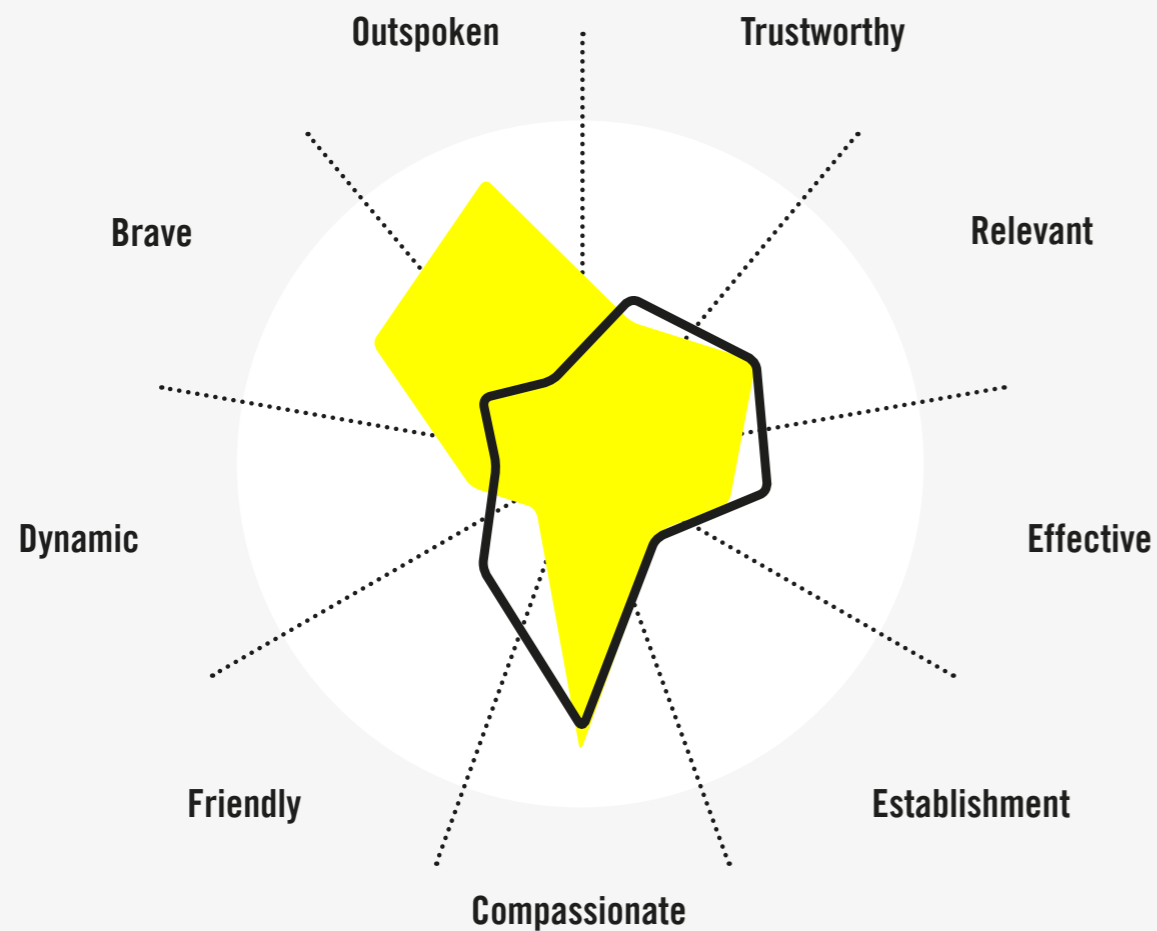 Outspoken
Trustworthy
Brave
Relevant
Dynamic
Effective
Friendly
Establishment
Compassionate